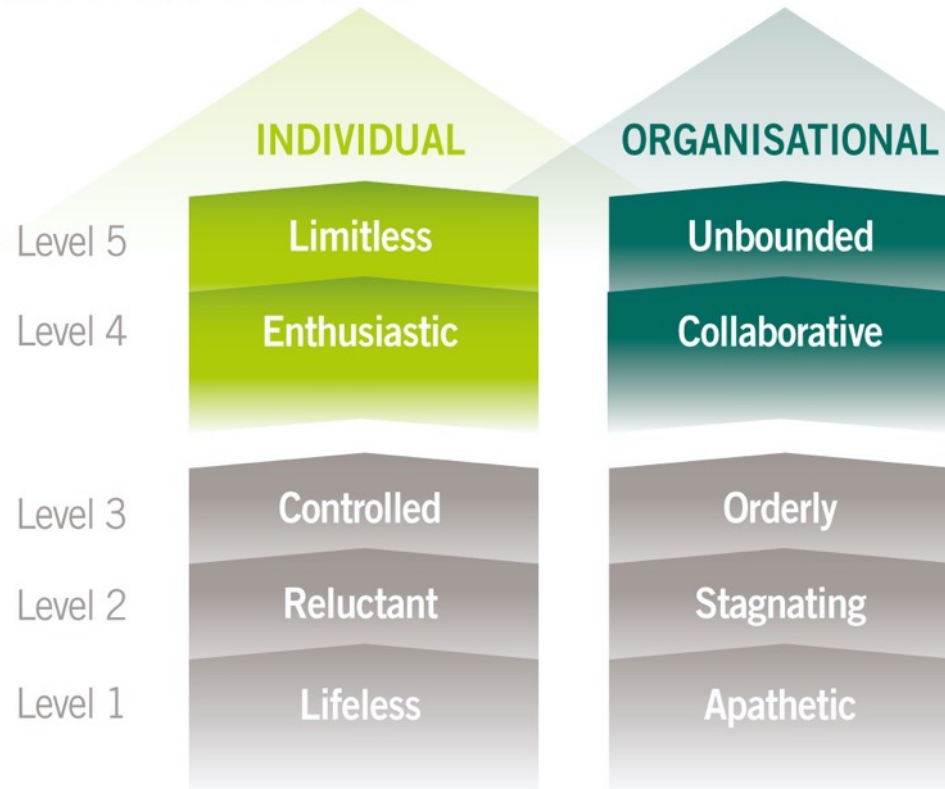 INDIVIDUAL ORGANISATIONAL
Level 5 Limitless Unbounded
Level 4 Enthusiastic Collaborative
Level 3 Controlled Orderly
Level 2 Reluctant Stagnating
Level 1 Lifeless Apathetic